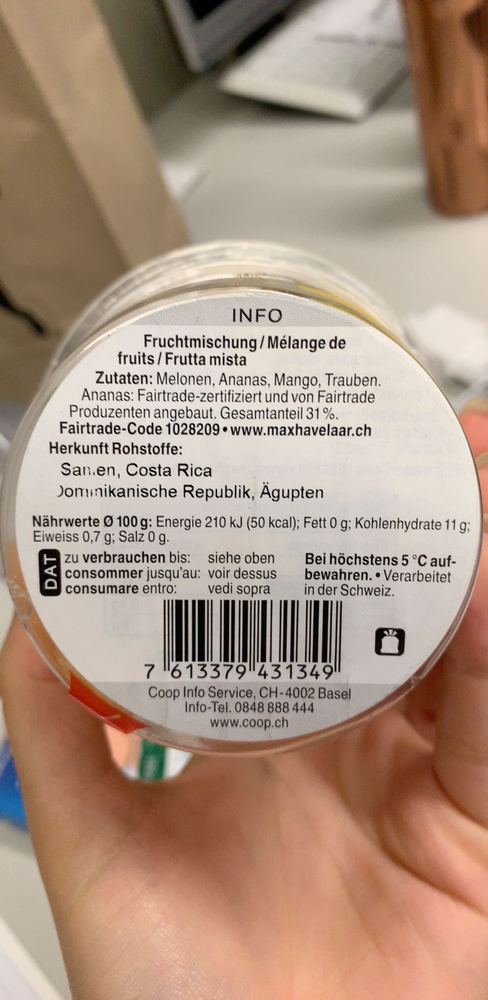 INFO
Fruchtmischung / Mélange de
fruits / Frutta mista
Zutaten: Melonen, Ananas, Mango, Trauben.
Ananas: Fairtrade-zertifiziert und von Fairtrade
Produzenten angebaut. Gesamtanteil 31%.
Fairtrade-Code 1028209 • www.maxhavelaar.ch
Herkunft Rohstoffe:
Costa Rica
Dominikanische Republik, Ägypten
Nährwerte Ø 100 g: Energie 210 kJ (50 kcal); Fett 0 g; Kohlenhydrate 11 g;
Eiweiss 0,7 g; Salz 0 g.
DAT
zu verbrauchen bis: siehe oben
consommer jusqu'au: voir dessus
consumare entro: vedi sopra
Bei höchstens 5 °C auf-
bewahren. • Verarbeitet
in der Schweiz.
7 613379 431349
Coop Info Service, CH-4002 Basel
Info-Tel. 0848 888 444
www.coop.ch